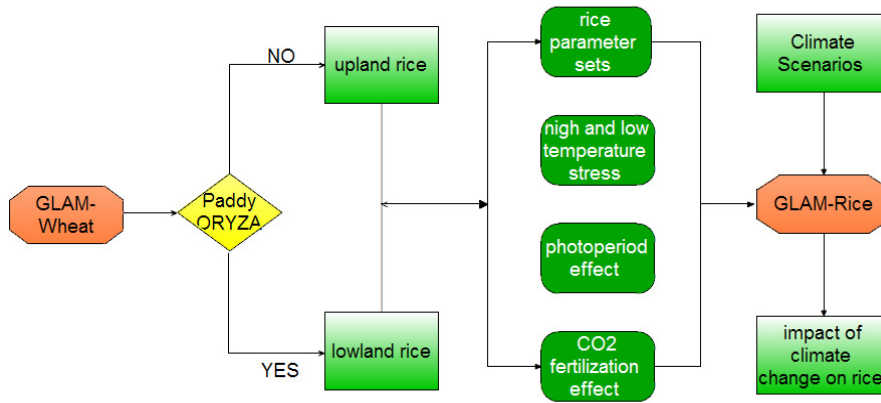 GLAM-
Wheat
Paddy
ORYZA
NO
YES
upland rice
lowland rice
rice
parameter
sets
nigh and low
temperature
stress
photoperiod
effect
CO2
fertilization
effect
Climate
Scenarios
GLAM-Rice
impact of
climate
change on rice